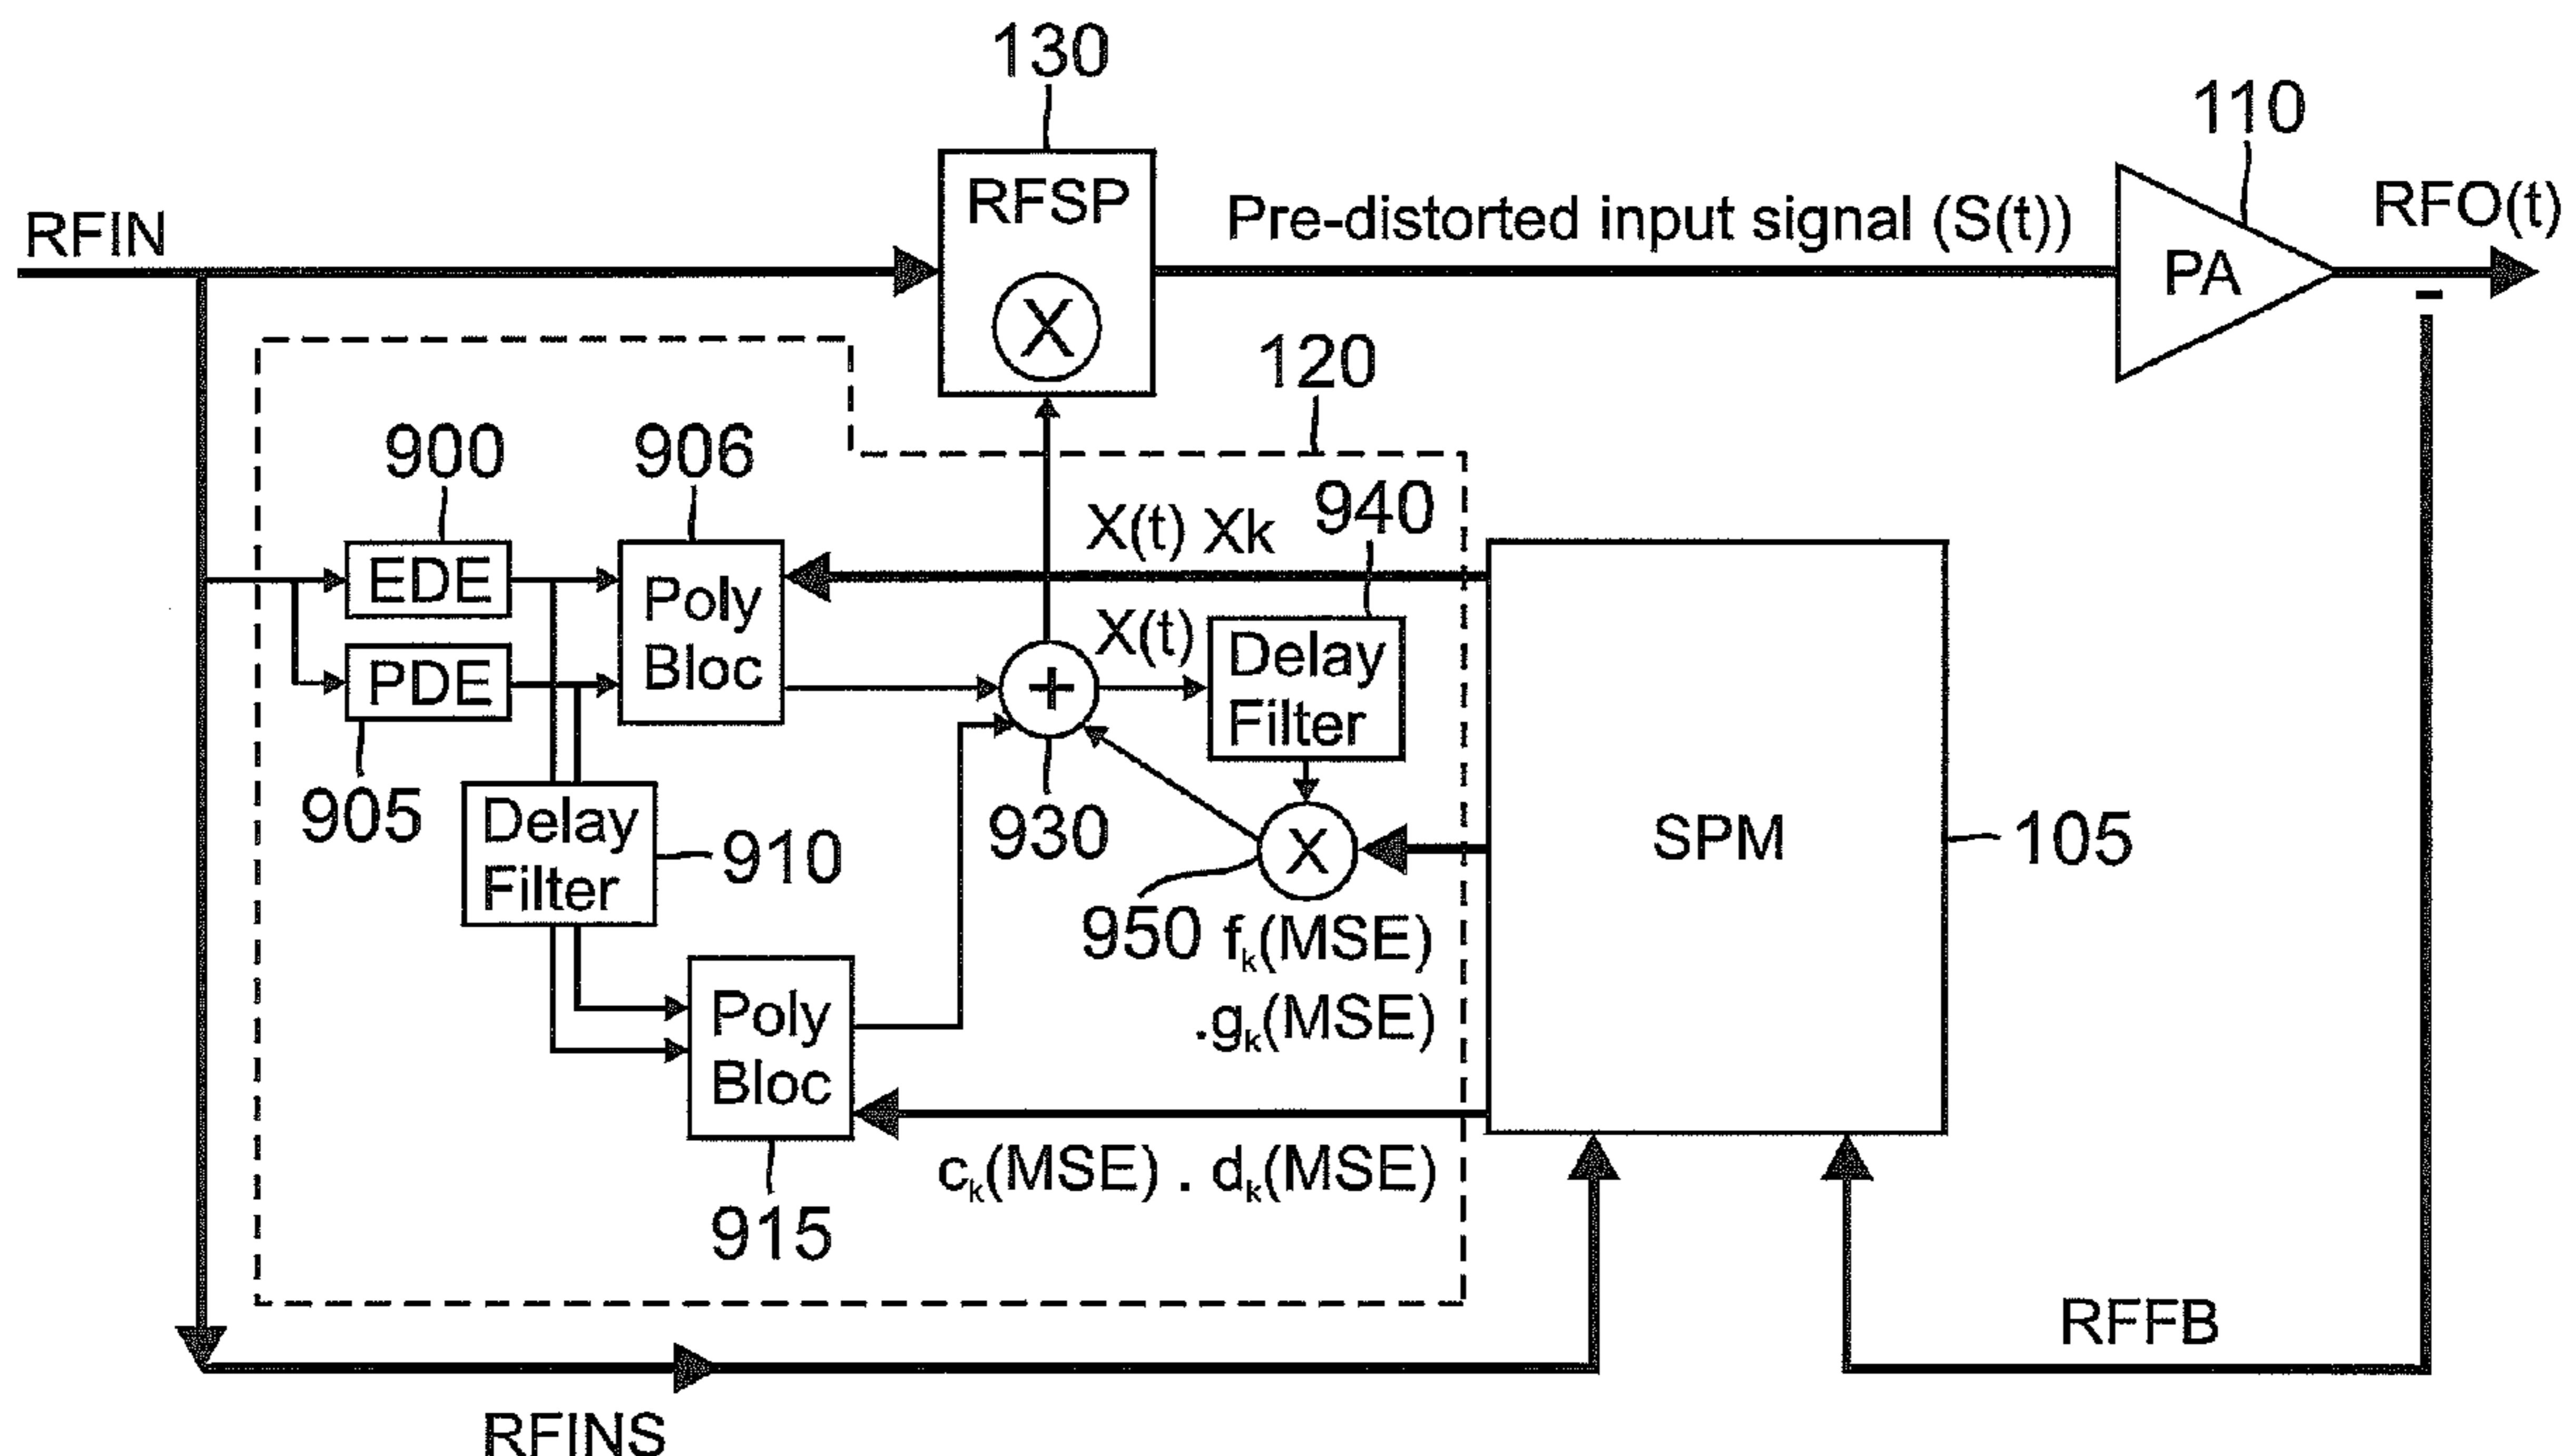 130
110
RFSP
RFIN
X
Pre-distorted input signal (S(t))
PA
RFO(t)
-
120
900
906
940
X(t) Xk
EDE
Poly
Bloc
PDE
X(t)
+
Delay
Filter
905
Delay
Filter
910
930
X
SPM
105
950
fk(MSE)
.gk(MSE)
Poly
Bloc
ck(MSE) . dk(MSE)
915
RFFB
RFINS